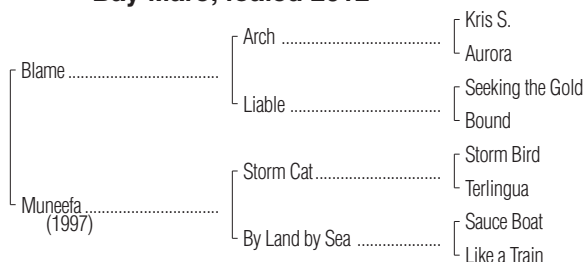 Bay Mare; foaled 2012
Kris S.
Arch ........................................
Aurora
Blame ......................................
Seeking the Gold
Liable ......................................
Bound
Storm Bird
Storm Cat................................
Terlingua
Muneefa ..................................
(1997)
Sauce Boat
By Land by Sea .....................
Like a Train